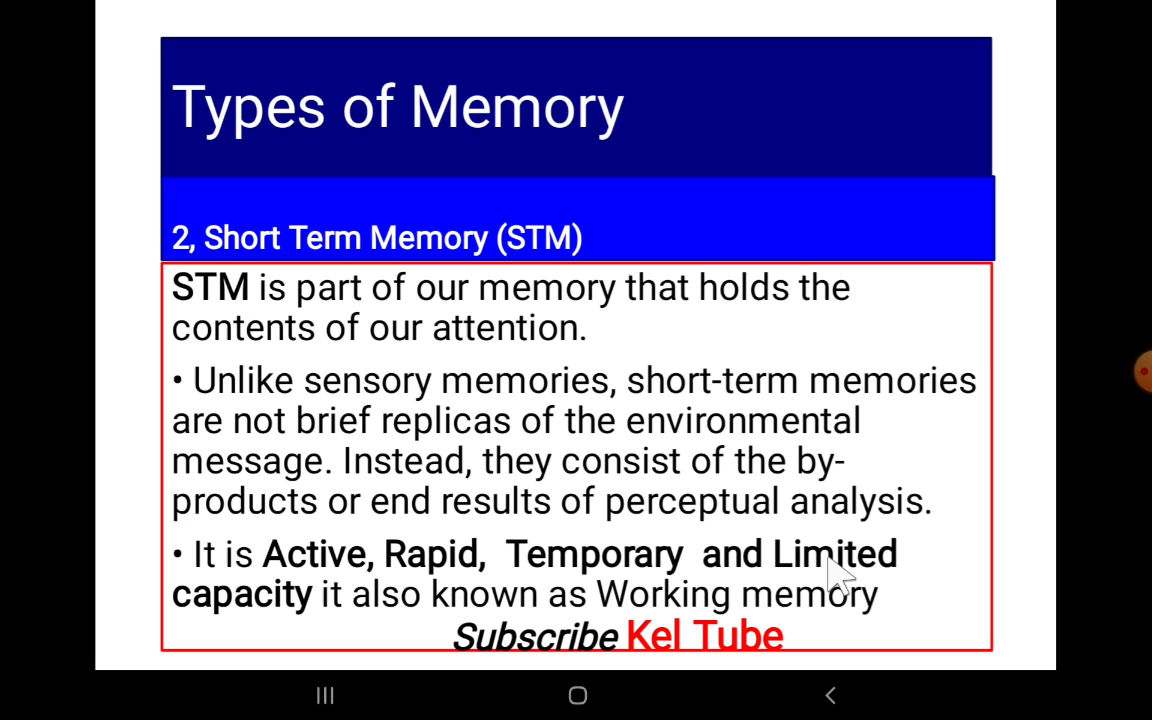 Types of Memory
2, Short Term Memory (STM)
STM is part of our memory that holds the
contents of our attention.
• Unlike sensory memories, short-term memories
are not brief replicas of the environmental
message. Instead, they consist of the by-
products or end results of perceptual analysis.
• It is Active, Rapid, Temporary and Limited
capacity it also known as Working memory
Subscribe Kel Tube